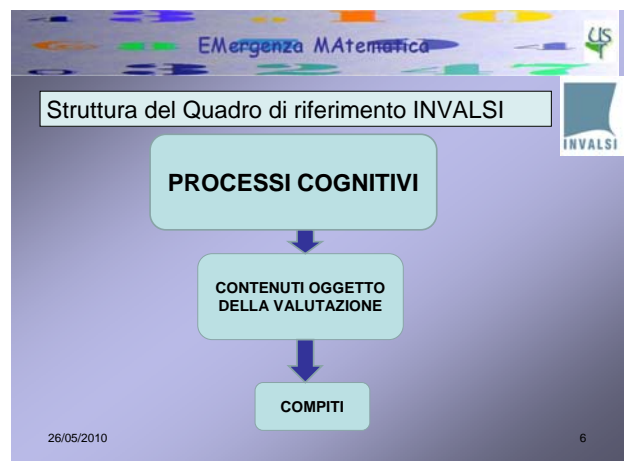 EMergenza MAtematica
US
Struttura del Quadro di riferimento INVALSI
INVALSI
PROCESSI COGNITIVI
CONTENUTI OGGETTO
DELLA VALUTAZIONE
COMPITI
26/05/2010
6